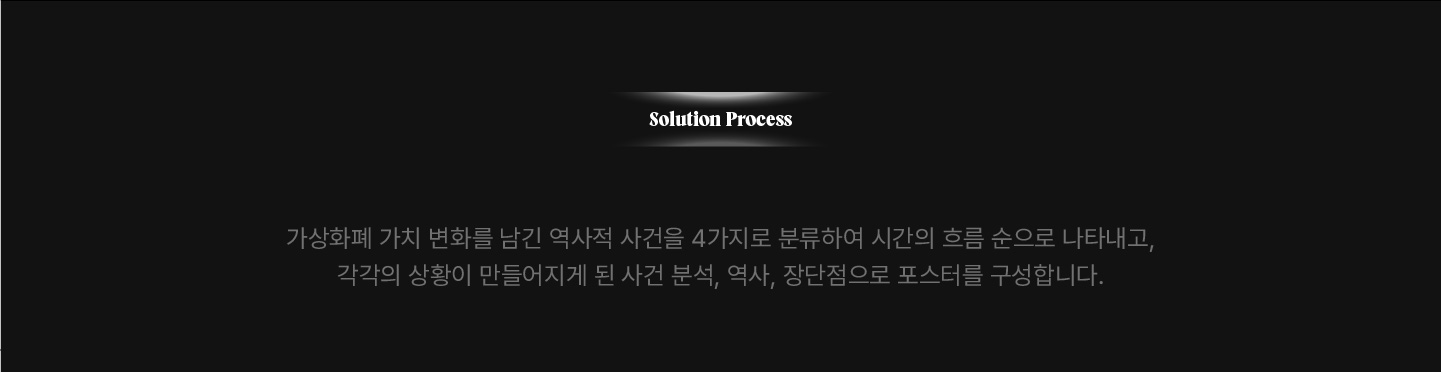 Solution Process
가상화폐 가치 변화를 남긴 역사적 사건을 4가지로 분류하여 시간의 흐름 순으로 나타내고,
각각의 상황이 만들어지게 된 사건 분석, 역사, 장단점으로 포스터를 구성합니다.